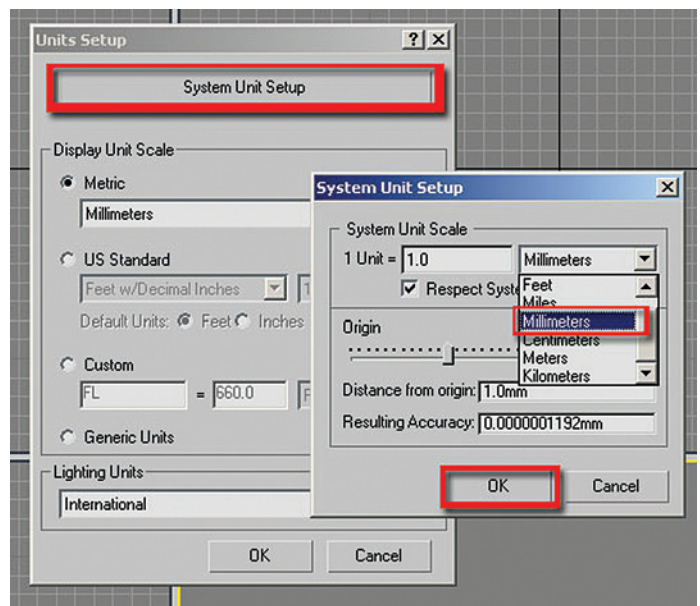 Units Setup
System Unit Setup
Display Unit Scale
Metric
Millimeters
US Standard
Feet w/Decimal Inches
Default Units: Feet Inches
Custom
FL = 660.0
Generic Units
Lighting Units
International
OK Cancel
System Unit Setup
System Unit Scale
1 Unit = 1.0 Millimeters
Respect
Feet
Miles
Millimeters
Centimeters
Meters
Kilometers
Origin
Distance from origin: 1.0mm
Resulting Accuracy: 0.0000001192mm
OK Cancel